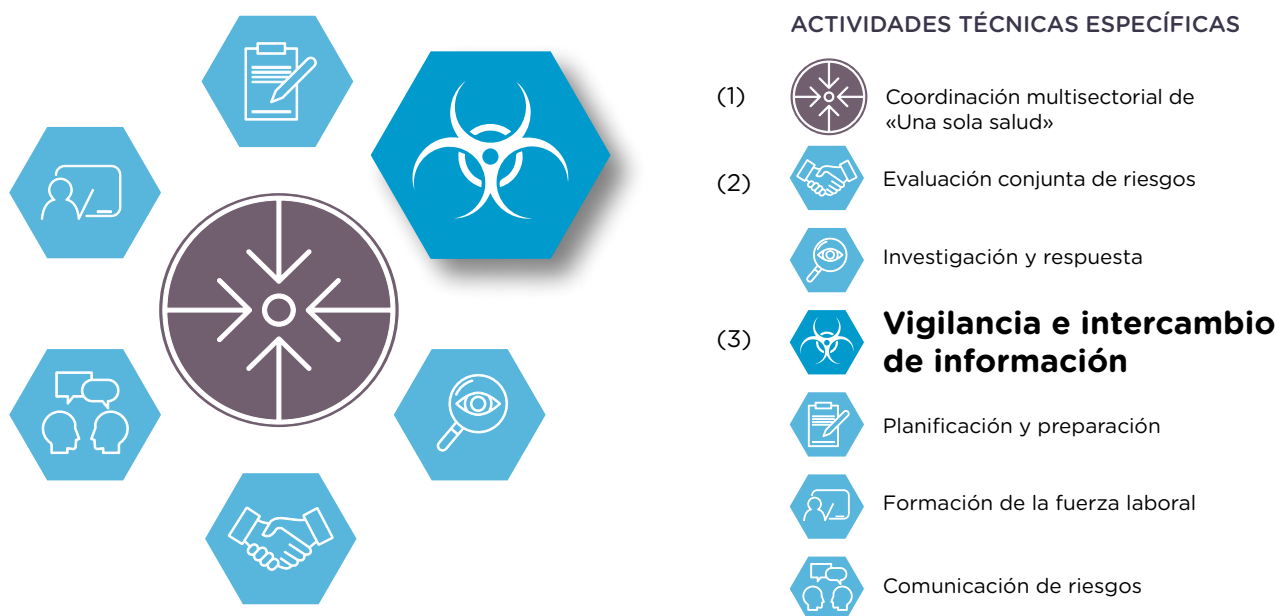 ACTIVIDADES TÉCNICAS ESPECÍFICAS
(1) Coordinación multisectorial de
«Una sola salud»
(2) Evaluación conjunta de riesgos
Investigación y respuesta
(3) Vigilancia e intercambio
de información
Planificación y preparación
Formación de la fuerza laboral
Comunicación de riesgos